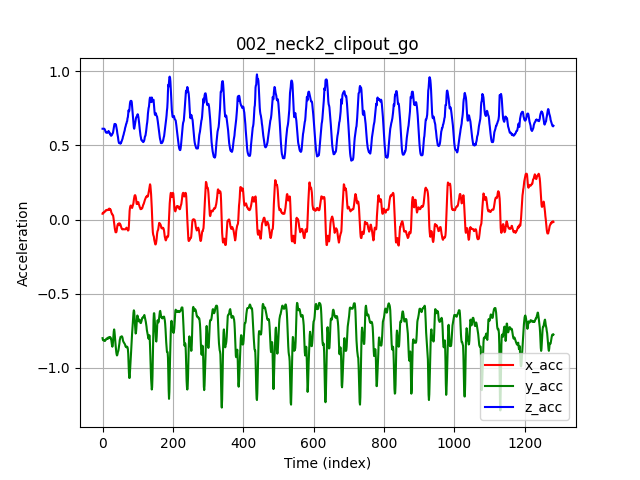 002_neck2_clipout_go
1.0
0.5
0.0
−0.5
−1.0
Acceleration
x_acc
y_acc
z_acc
0 200 400 600 800 1000 1200
Time (index)